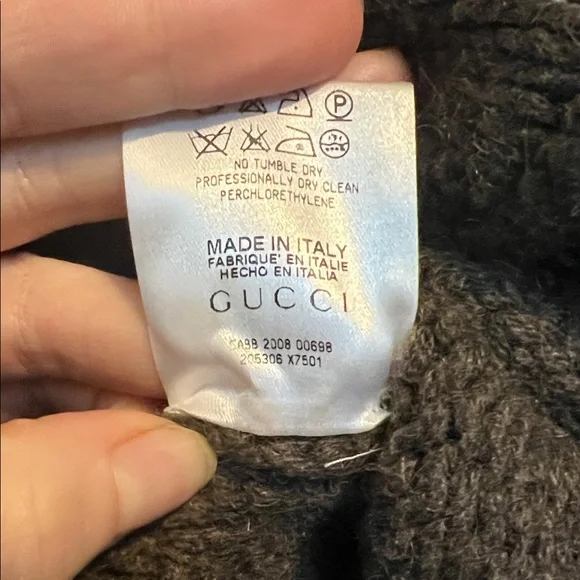 P
NO TUMBLE DRY
PROFESSIONALLY DRY CLEAN
PERCHLORETHYLENE
MADE IN ITALY
FABRIQUE' EN ITALIE
HECHO EN ITALIA
GUCCI
2008 00698
205306 X7501